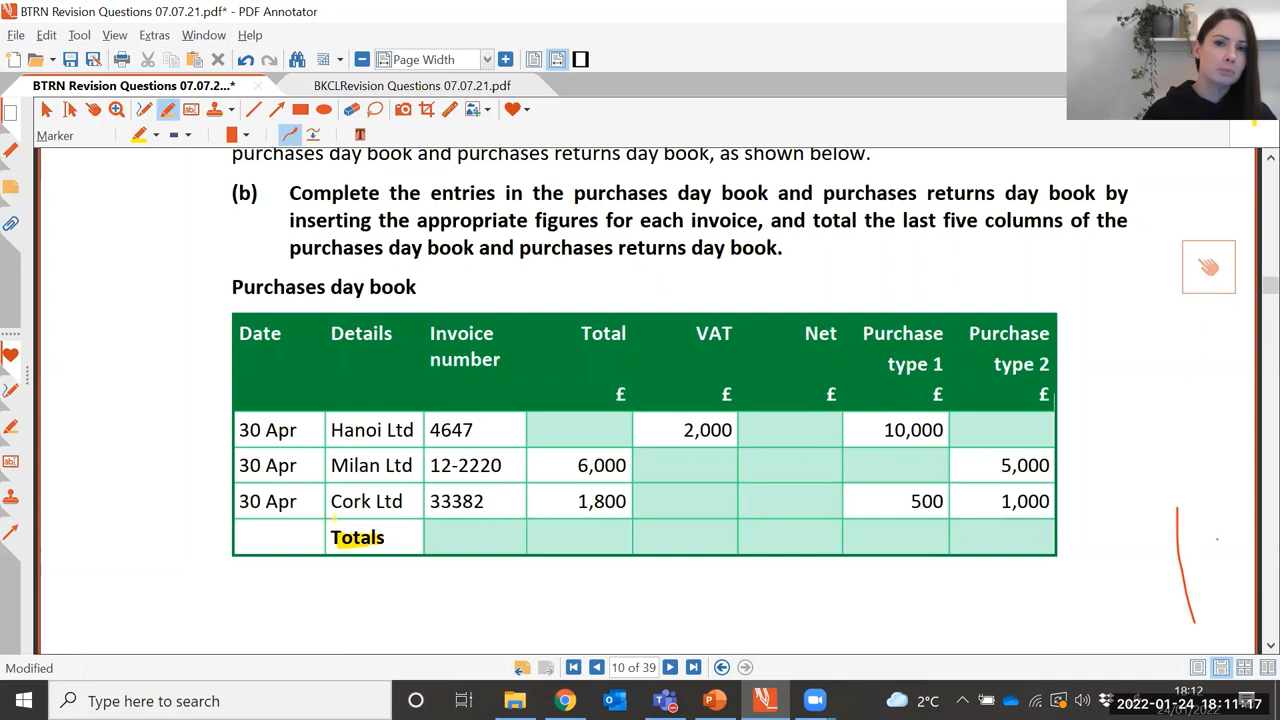 BTRN Revision Questions 07.07.21.pdf* - PDF Annotator
File Edit Tool View Extras Window Help
Page Width
BTRN Revision Questions 07.07.2...* BKCLRevision Questions 07.07.21.pdf
Marker
purchases day book and purchases returns day book, as shown below.
(b) Complete the entries in the purchases day book and purchases returns day book by
inserting the appropriate figures for each invoice, and total the last five columns of the
purchases day book and purchases returns day book.
Purchases day book
Date Details Invoice number Total £ VAT £ Net £ Purchase type 1 £ Purchase type 2 £
30 Apr Hanoi Ltd 4647 2,000 10,000
30 Apr Milan Ltd 12-2220 6,000 5,000
30 Apr Cork Ltd 33382 1,800 500 1,000
Totals
Modified 10 of 39
Type here to search 2°C 18:12
2022-01-24 18:11:17
24/01/2022